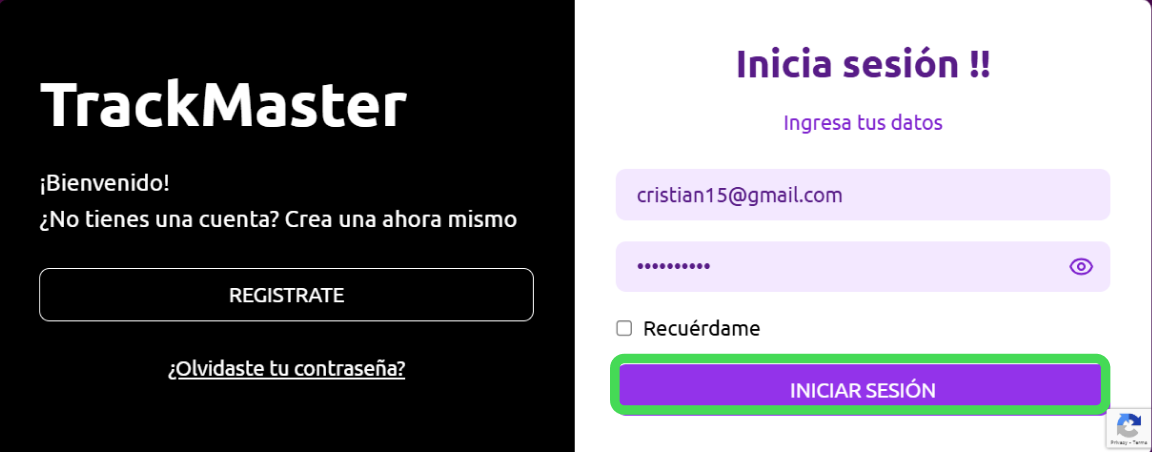 TrackMaster
¡Bienvenido!
¿No tienes una cuenta? Crea una ahora mismo
REGISTRATE
¿Olvidaste tu contraseña?
Inicia sesión !!
Ingresa tus datos
cristian15@gmail.com
••••••••••
Recuérdame
INICIAR SESIÓN
Privacy - Terms